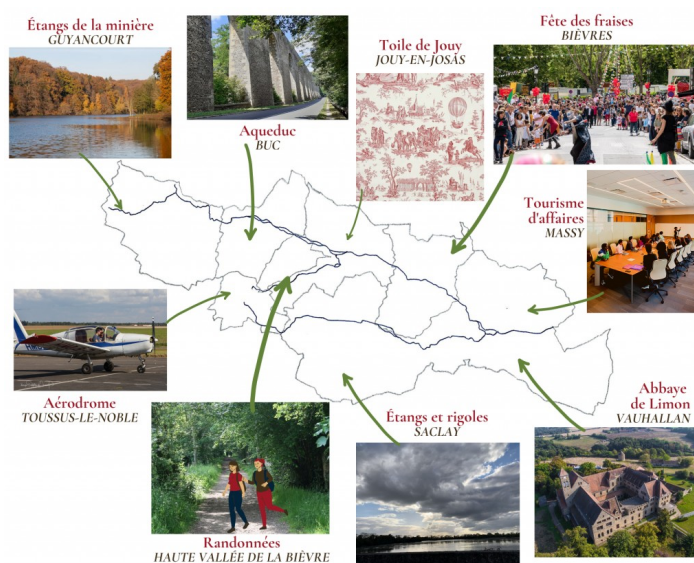 Étangs de la minière
GUYANCOURT
Aqueduc
BUC
Toile de Jouy
JOUY-EN-JOSAS
Fête des fraises
BIÈVRES
Tourisme
d'affaires
MASSY
Aérodrome
TOUSSUS-LE-NOBLE
Randonnées
HAUTE VALLÉE DE LA BIÈVRE
Étangs et rigoles
SACLAY
Abbaye
de Limon
VAUHALLAN